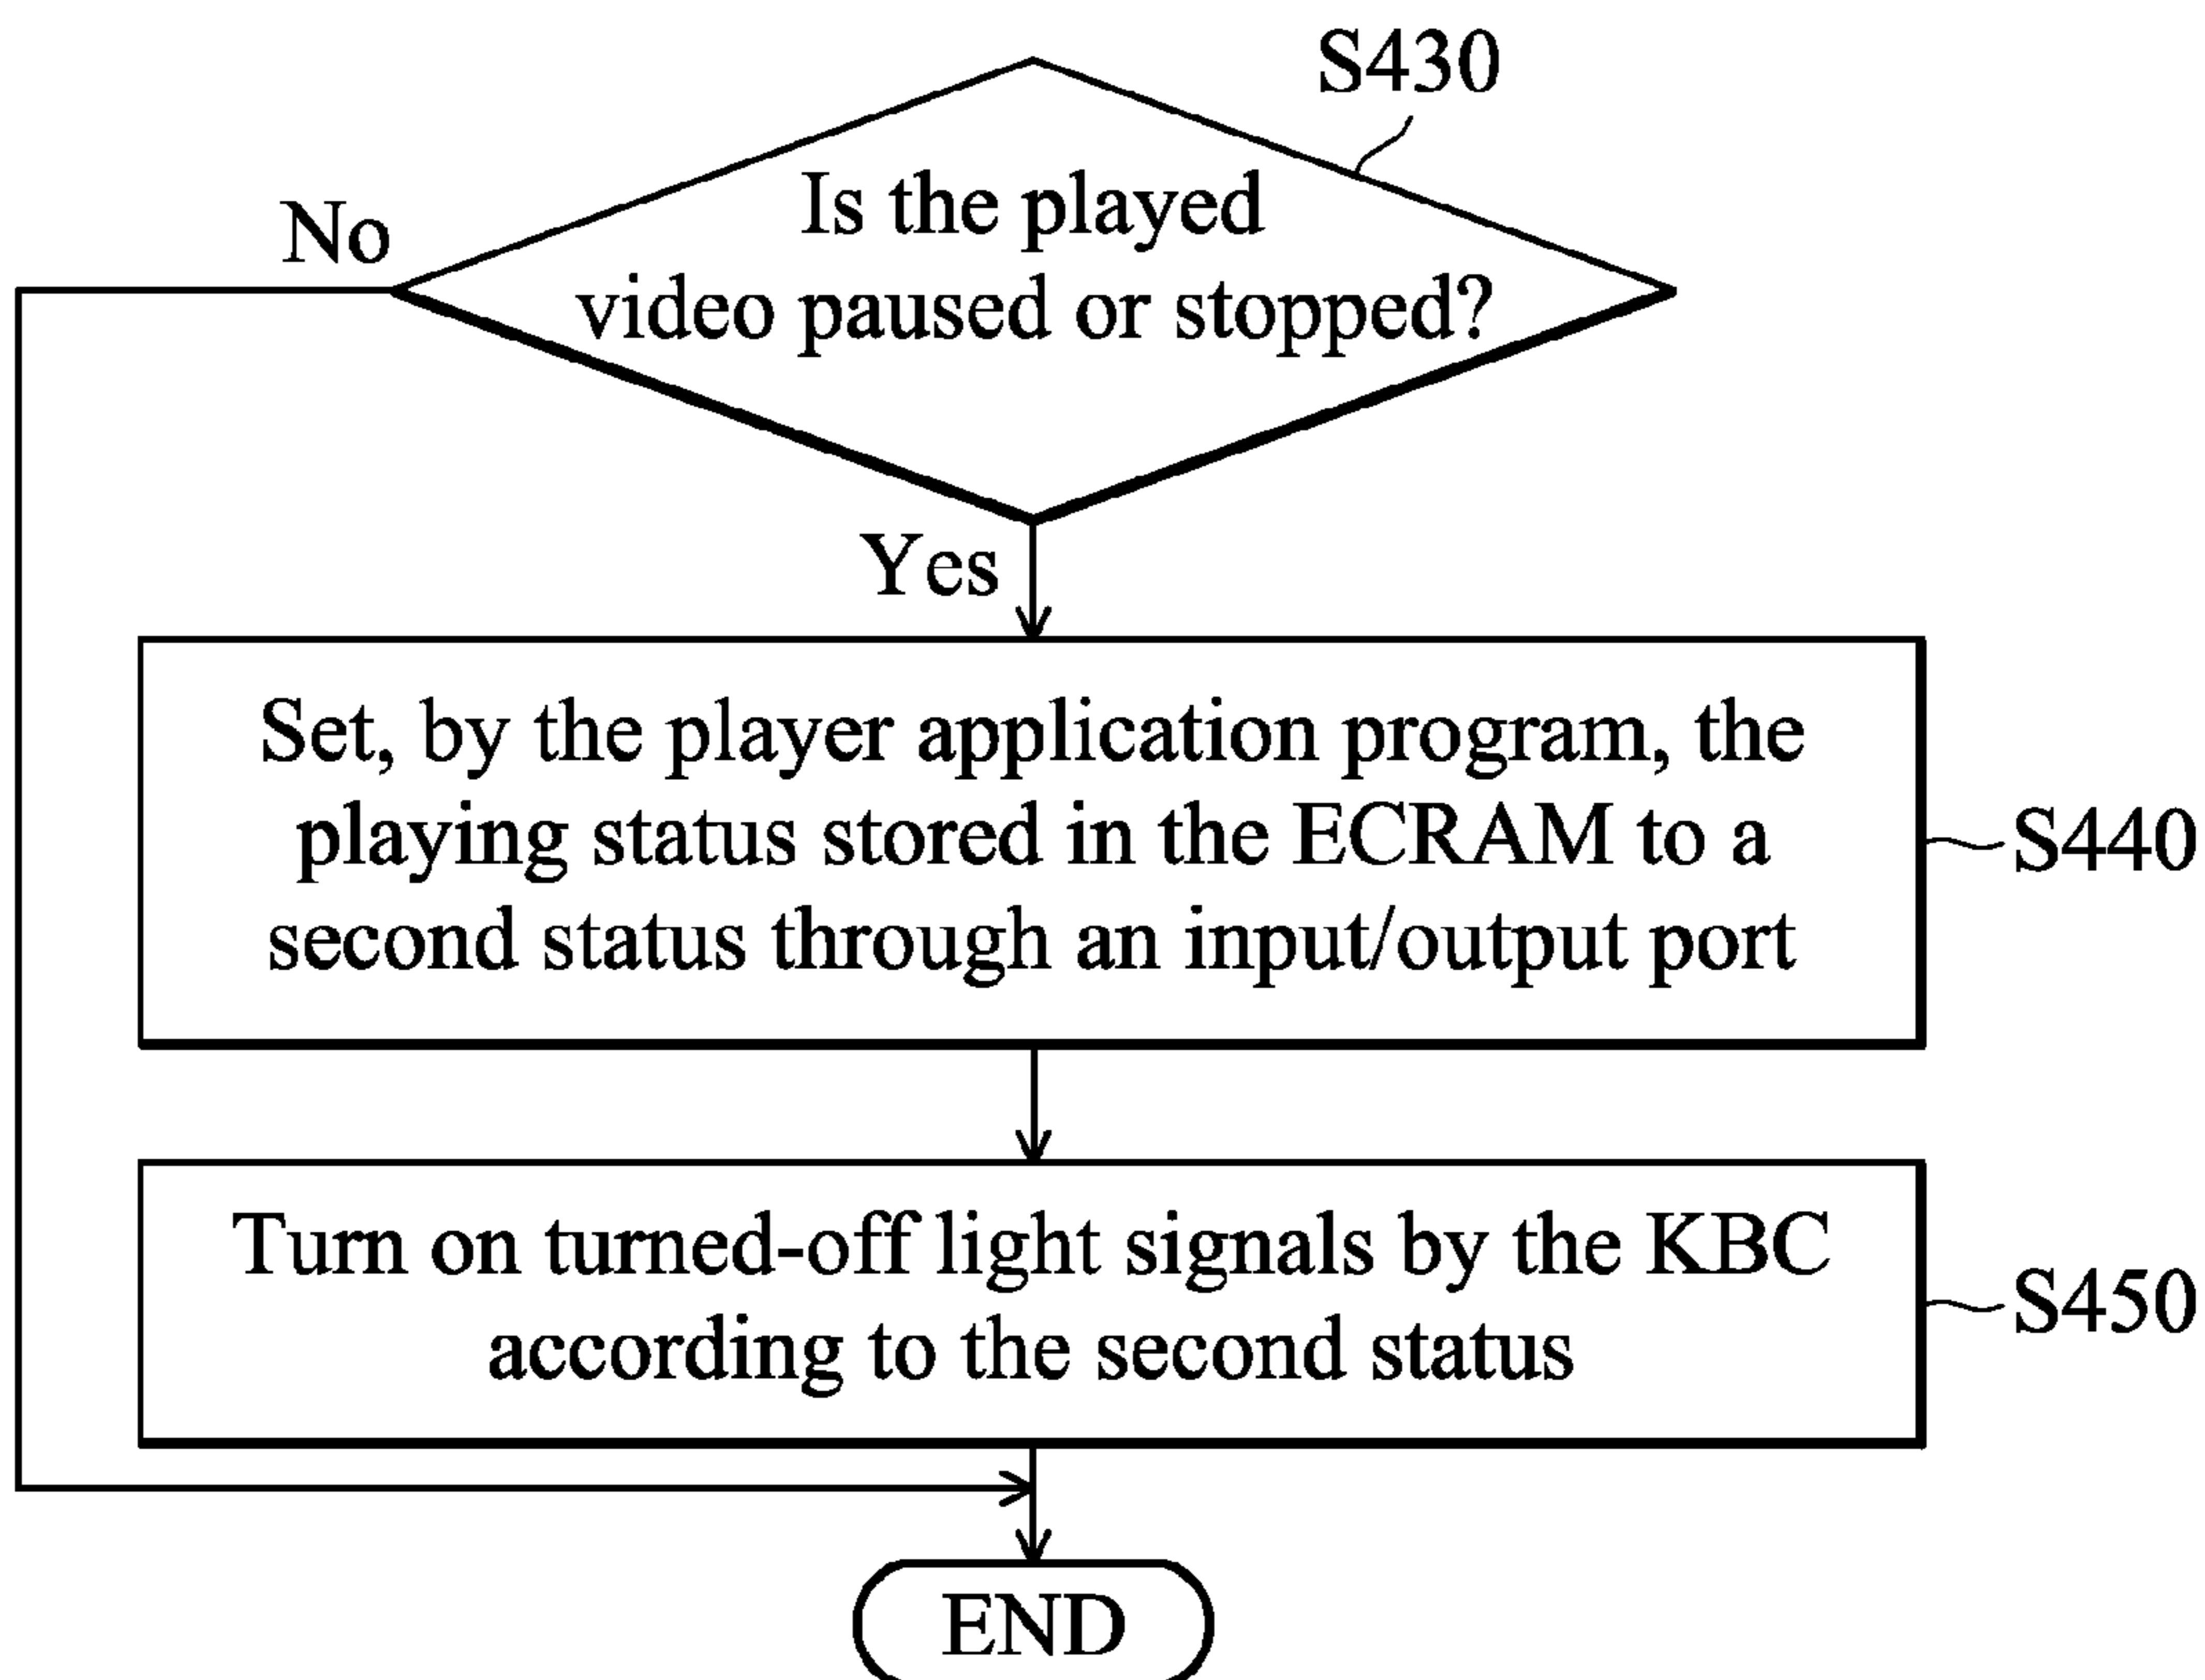 S430
Is the played
video paused or stopped?
No
Yes
Set, by the player application program, the
playing status stored in the ECRAM to a
second status through an input/output port
S440
Turn on turned-off light signals by the KBC
according to the second status
S450
END